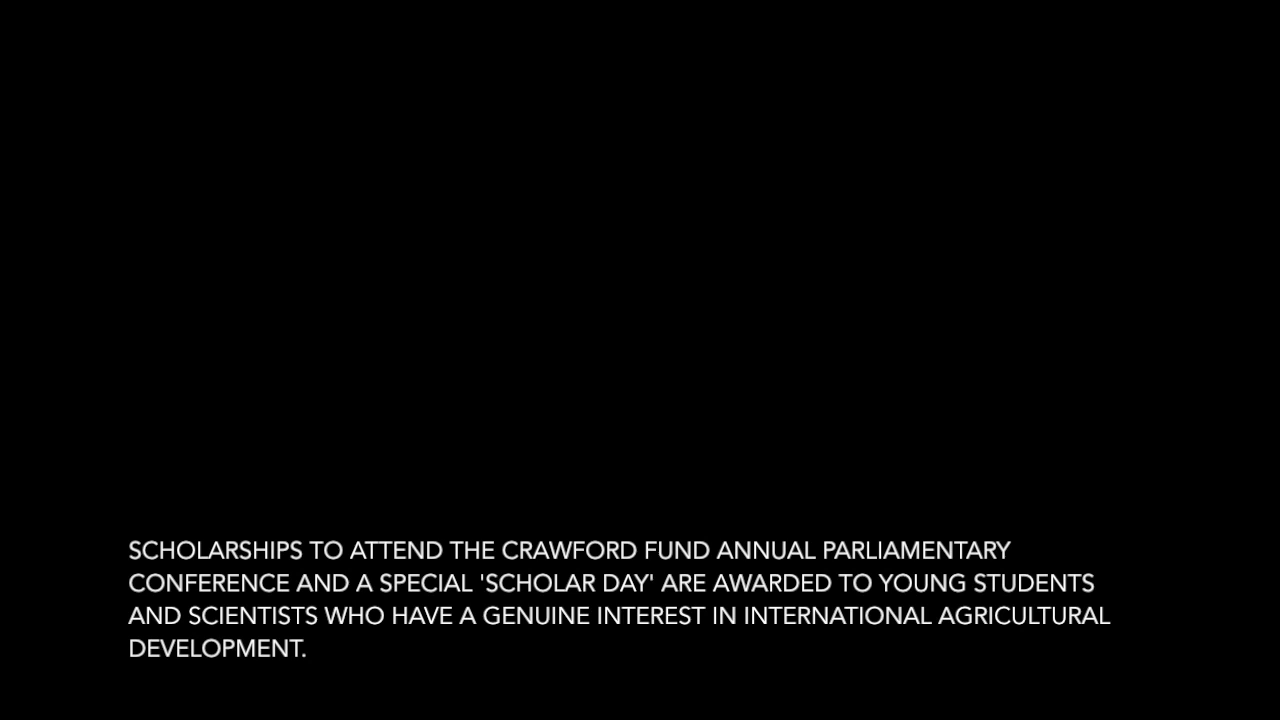 SCHOLARSHIPS TO ATTEND THE CRAWFORD FUND ANNUAL PARLIAMENTARY
CONFERENCE AND A SPECIAL 'SCHOLAR DAY' ARE AWARDED TO YOUNG STUDENTS
AND SCIENTISTS WHO HAVE A GENUINE INTEREST IN INTERNATIONAL AGRICULTURAL
DEVELOPMENT.